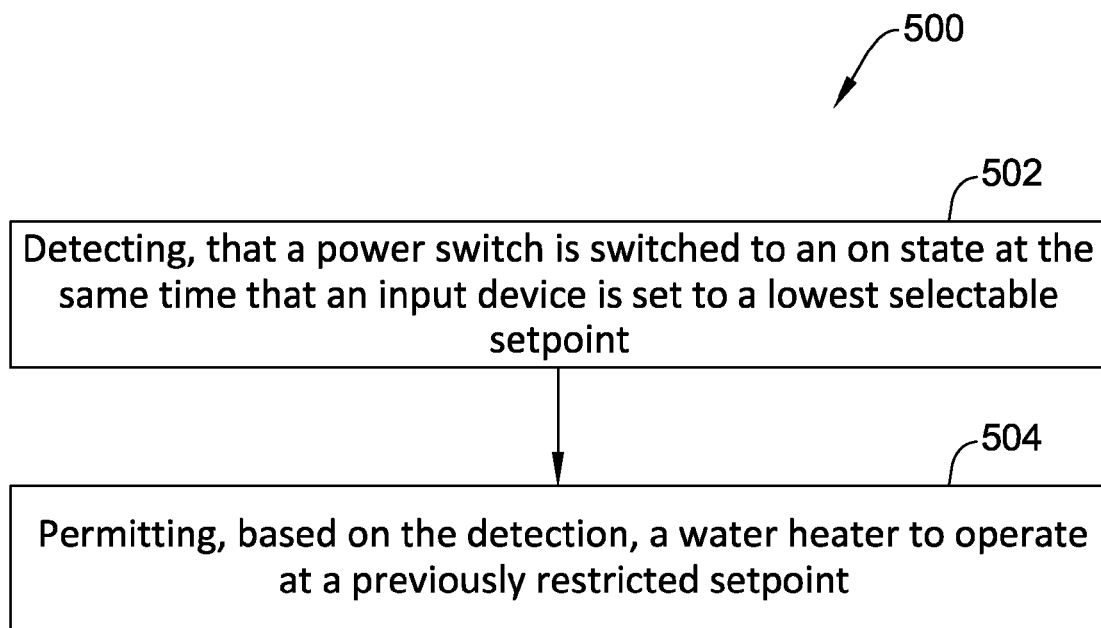 500
502
Detecting, that a power switch is switched to an on state at the
same time that an input device is set to a lowest selectable
setpoint
504
Permitting, based on the detection, a water heater to operate
at a previously restricted setpoint